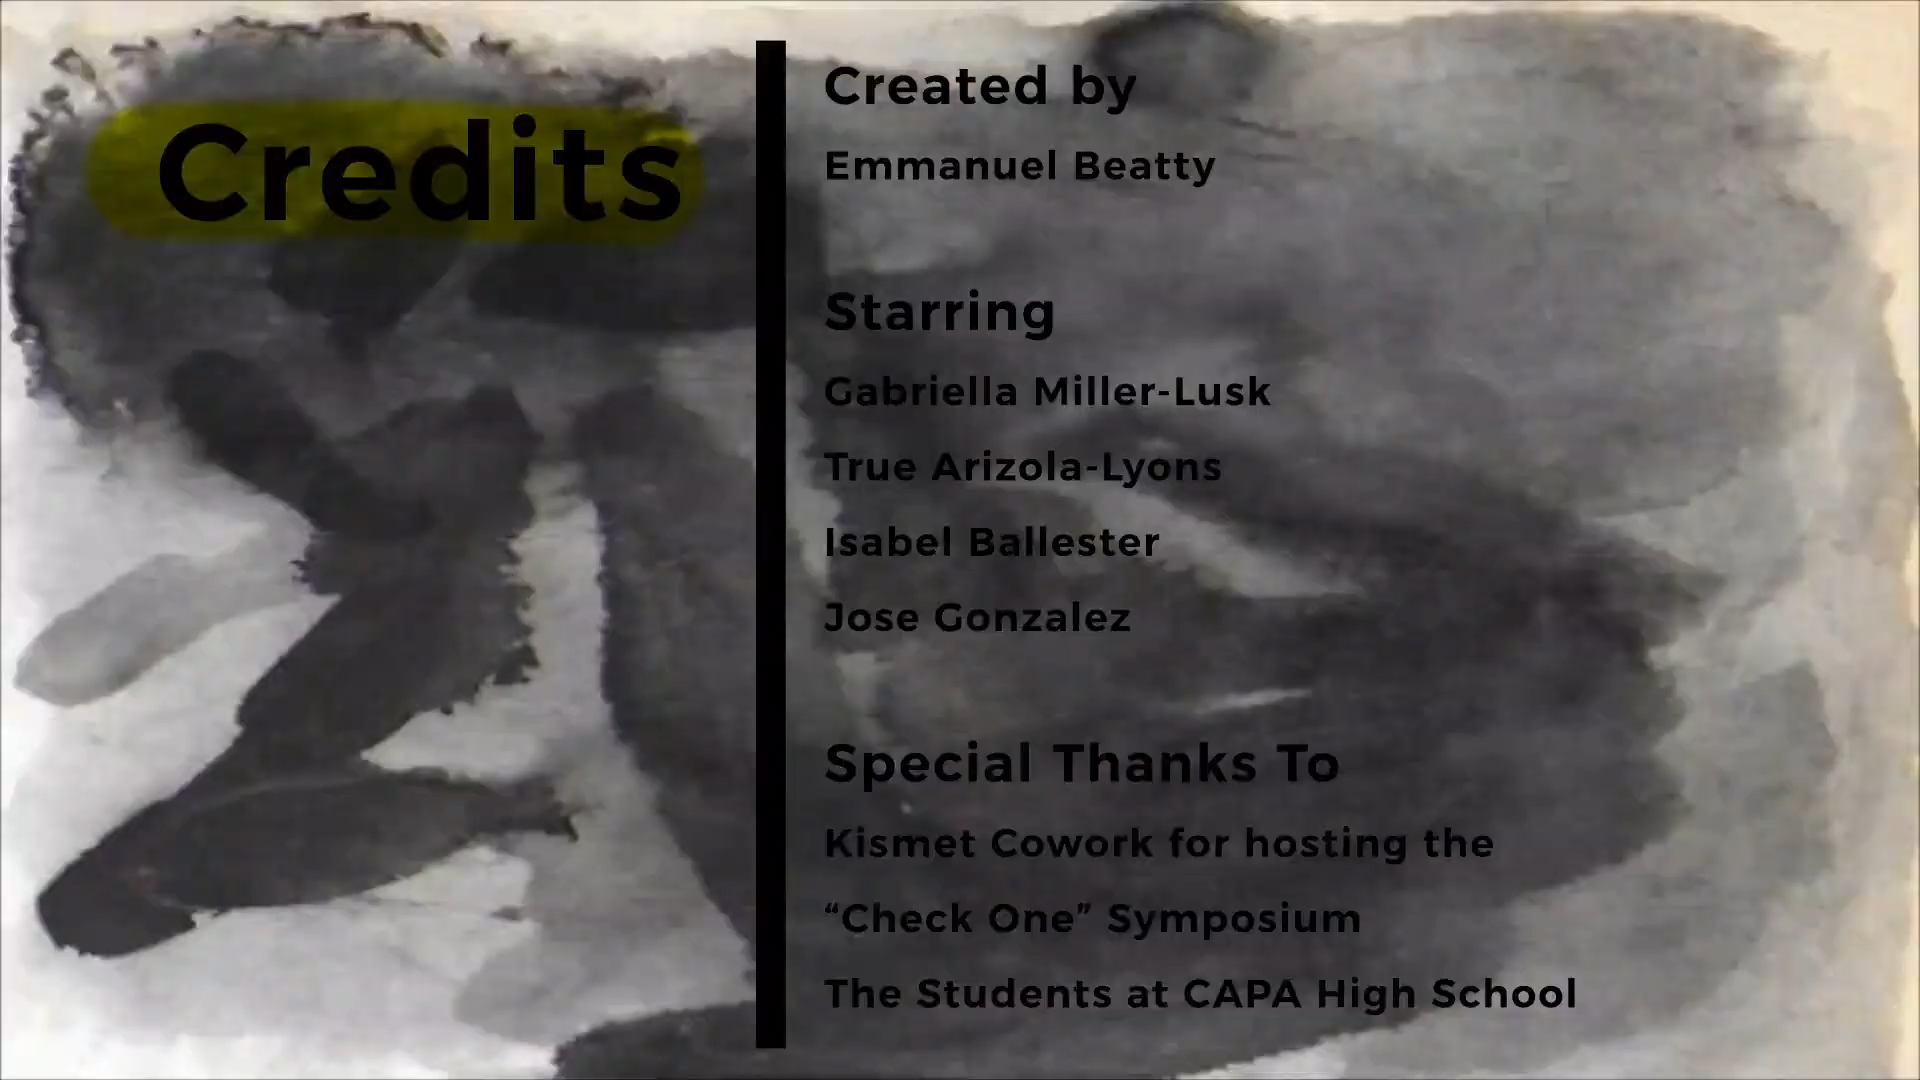 Credits
Created by
Emmanuel Beatty
Starring
Gabriella Miller-Lusk
True Arizola-Lyons
Isabel Ballester
Jose Gonzalez
Special Thanks To
Kismet Cowork for hosting the
“Check One” Symposium
The Students at CAPA High School